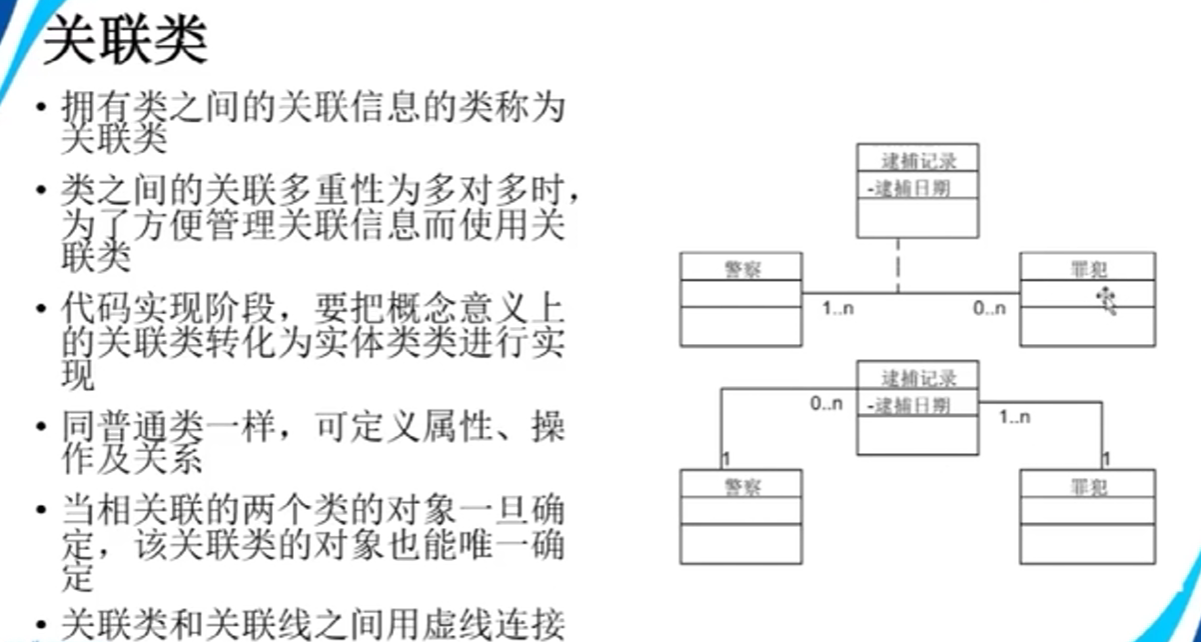 关联类
• 拥有类之间的关联信息的类称为
关联类
• 类之间的关联多重性为多对多时，
为了方便管理关联信息而使用关
联类
• 代码实现阶段，要把概念意义上
的关联类转化为实体类类进行实
现
• 同普通类一样，可定义属性、操
作及关系
• 当相关联的两个类的对象一旦确
定，该关联类的对象也能唯一确
定
• 关联类和关联线之间用虚线连接
逮捕记录
-逮捕日期
警察
罪犯
1..n
0..n
逮捕记录
-逮捕日期
0..n
1..n
1
1
警察
罪犯